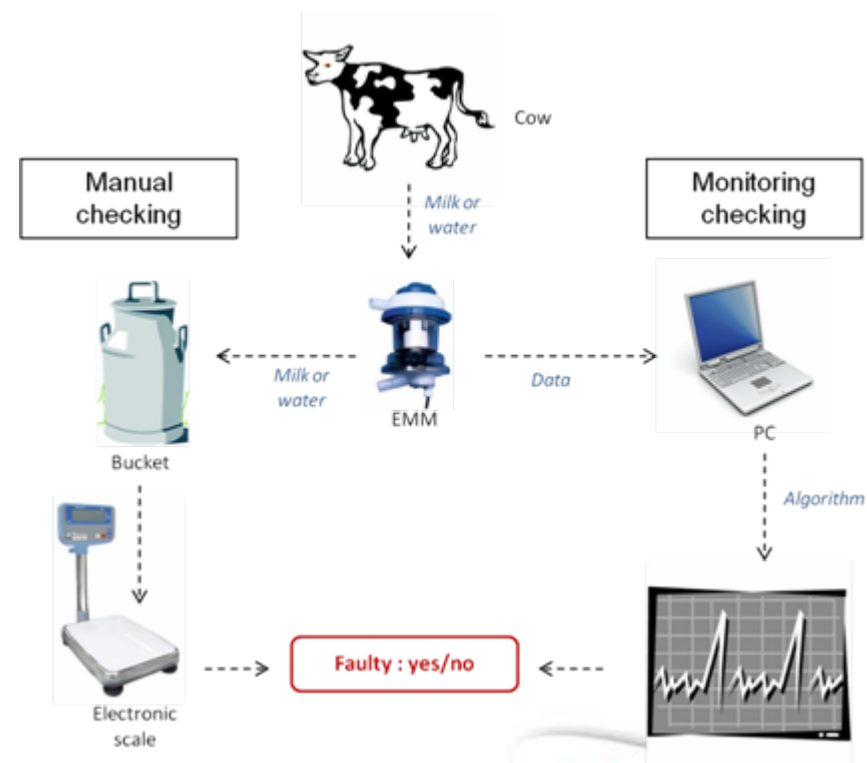 Cow
Manual
checking
Monitoring
checking
Milk or
water
Milk or
water
Data
EMM
PC
Bucket
Algorithm
Faulty : yes/no
Electronic
scale